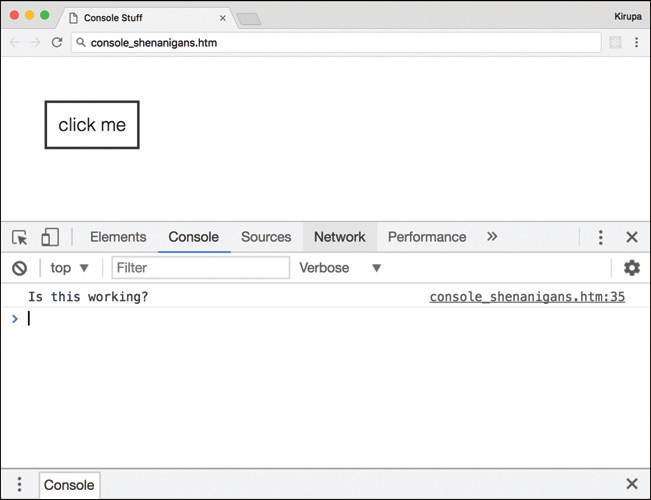 Console Stuff Kirupa
console_shenanigans.htm
click me
Elements Console Sources Network Performance
top Filter Verbose
Is this working? console_shenanigans.htm:35
Console